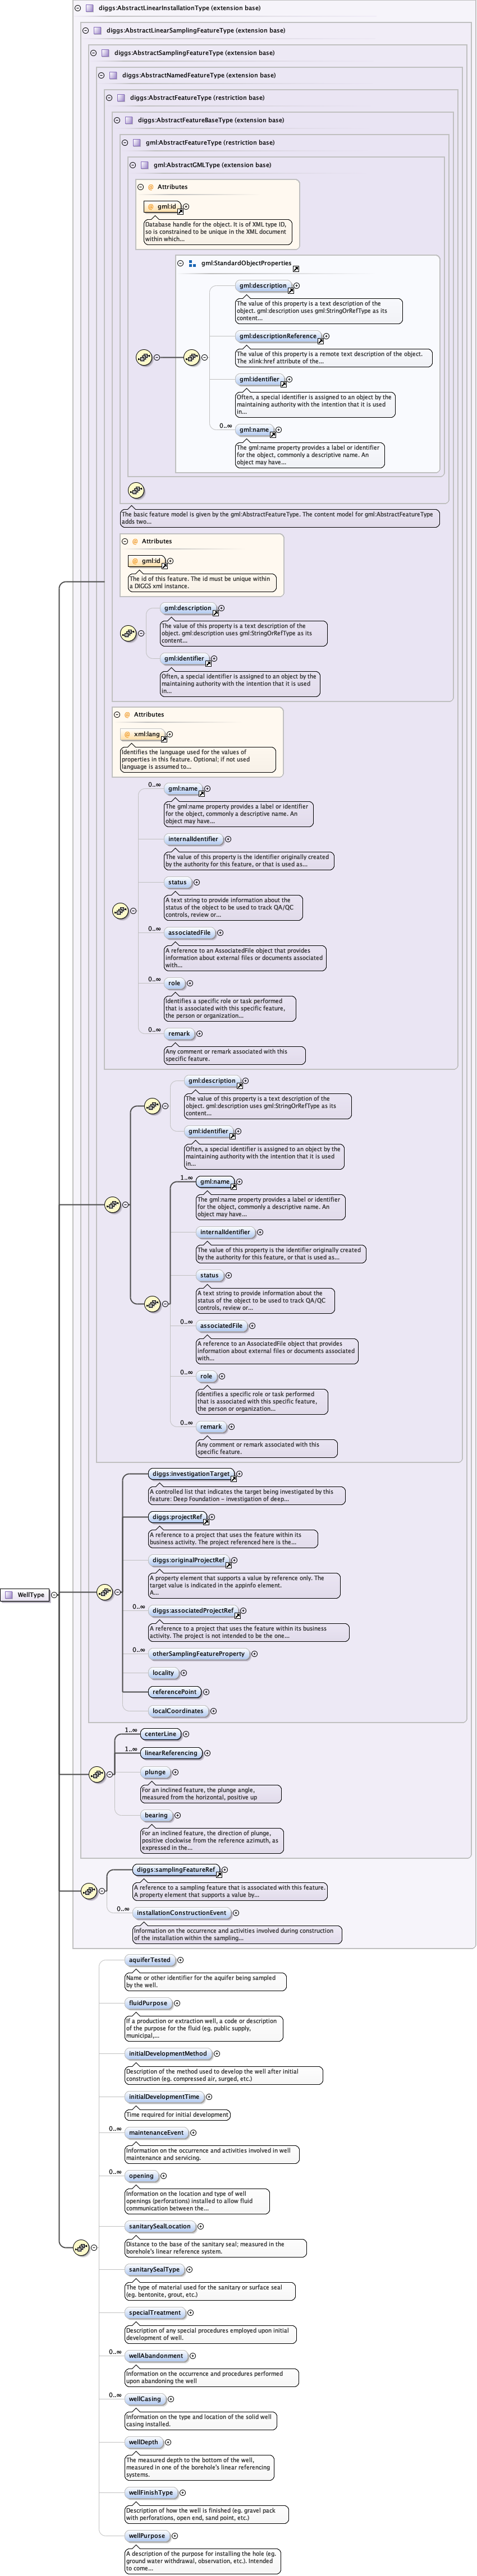 diggs:AbstractLinearInstallationType (extension base)
diggs:AbstractLinearSamplingFeatureType (extension base)
diggs:AbstractSamplingFeatureType (extension base)
diggs:AbstractNamedFeatureType (extension base)
diggs:AbstractFeatureType (restriction base)
diggs:AbstractFeatureBaseType (extension base)
gml:AbstractFeatureType (restriction base)
gml:AbstractGMLType (extension base)
Attributes
gml:id
Database handle for the object. It is of XML type ID,
so is constrained to be unique in the XML document
within which...
gml:StandardObjectProperties
gml:description
The value of this property is a text description of the
object. gml:description uses gml:StringOrRefType as its
content...
gml:descriptionReference
The value of this property is a remote text description of the object.
The xlink:href attribute of the...
gml:identifier
Often, a special identifier is assigned to an object by the
maintaining authority with the intention that it is used
in...
0..∞
gml:name
The gml:name property provides a label or identifier
for the object, commonly a descriptive name. An
object may have...
The basic feature model is given by the gml:AbstractFeatureType. The content model for gml:AbstractFeatureType
adds two...
Attributes
gml:id
The id of this feature. The id must be unique within
a DIGGS xml instance.
gml:description
The value of this property is a text description of the
object. gml:description uses gml:StringOrRefType as its
content...
gml:identifier
Often, a special identifier is assigned to an object by the
maintaining authority with the intention that it is used
in...
Attributes
xml:lang
Identifies the language used for the values of
properties in this feature. Optional; if not used
language is assumed to...
0..∞
gml:name
The gml:name property provides a label or identifier
for the object, commonly a descriptive name. An
object may have...
internalIdentifier
The value of this property is the identifier originally created
by the authority for this feature, or that is used as...
status
A text string to provide information about the
status of the object to be used to track QA/QC
controls, review or...
0..∞
associatedFile
A reference to an AssociatedFile object that provides
information about external files or documents associated
with...
0..∞
role
Identifies a specific role or task performed
that is associated with this specific feature,
the person or organization...
0..∞
remark
Any comment or remark associated with this
specific feature.
gml:description
The value of this property is a text description of the
object. gml:description uses gml:StringOrRefType as its
content...
gml:identifier
Often, a special identifier is assigned to an object by the
maintaining authority with the intention that it is used
in...
1..∞
gml:name
The gml:name property provides a label or identifier
for the object, commonly a descriptive name. An
object may have...
internalIdentifier
The value of this property is the identifier originally created
by the authority for this feature, or that is used as...
status
A text string to provide information about the
status of the object to be used to track QA/QC
controls, review or...
0..∞
associatedFile
A reference to an AssociatedFile object that provides
information about external files or documents associated
with...
0..∞
role
Identifies a specific role or task performed
that is associated with this specific feature,
the person or organization...
0..∞
remark
Any comment or remark associated with this
specific feature.
diggs:investigationTarget
A controlled list that indicates the target being investigated by this
feature: Deep Foundation - investigation of deep...
diggs:projectRef
A reference to a project that uses the feature within its
business activity. The project referenced here is the...
diggs:originalProjectRef
A property element that supports a value by reference only. The
target value is indicated in the appinfo element.
A...
0..∞
diggs:associatedProjectRef
A reference to a project that uses the feature within its business
activity. The project is not intended to be the one...
0..∞
otherSamplingFeatureProperty
locality
referencePoint
localCoordinates
WellType
1..∞
centerLine
1..∞
linearReferencing
plunge
For an inclined feature, the plunge angle,
measured from the horizontal, positive up
bearing
For an inclined feature, the direction of plunge,
positive clockwise from the reference azimuth, as
expressed in the...
diggs:samplingFeatureRef
A reference to a sampling feature that is associated with this feature.
A property element that supports a value by...
0..∞
installationConstructionEvent
Information on the occurrence and activities involved during construction
of the installation within the sampling...
aquiferTested
Name or other identifier for the aquifer being sampled
by the well.
fluidPurpose
If a production or extraction well, a code or description
of the purpose for the fluid (eg. public supply,
municipal,...
initialDevelopmentMethod
Description of the method used to develop the well after initial
construction (eg. compressed air, surged, etc.)
initialDevelopmentTime
Time required for initial development
0..∞
maintenanceEvent
Information on the occurrence and activities involved in well
maintenance and servicing.
0..∞
opening
Information on the location and type of well
openings (perforations) installed to allow fluid
communication between the...
sanitarySealLocation
Distance to the base of the sanitary seal; measured in the
borehole's linear reference system.
sanitarySealType
The type of material used for the sanitary or surface seal
(eg. bentonite, grout, etc.)
specialTreatment
Description of any special procedures employed upon initial
development of well.
0..∞
wellAbandonment
Information on the occurrence and procedures performed
upon abandoning the well
0..∞
wellCasing
Information on the type and location of the solid well
casing installed.
wellDepth
The measured depth to the bottom of the well,
measured in one of the borehole's linear referencing
systems.
wellFinishType
Description of how the well is finished (eg. gravel pack
with perforations, open end, sand point, etc.)
wellPurpose
A description of the purpose for installing the hole (eg.
ground water withdrawal, observation, etc.). Intended
to come...